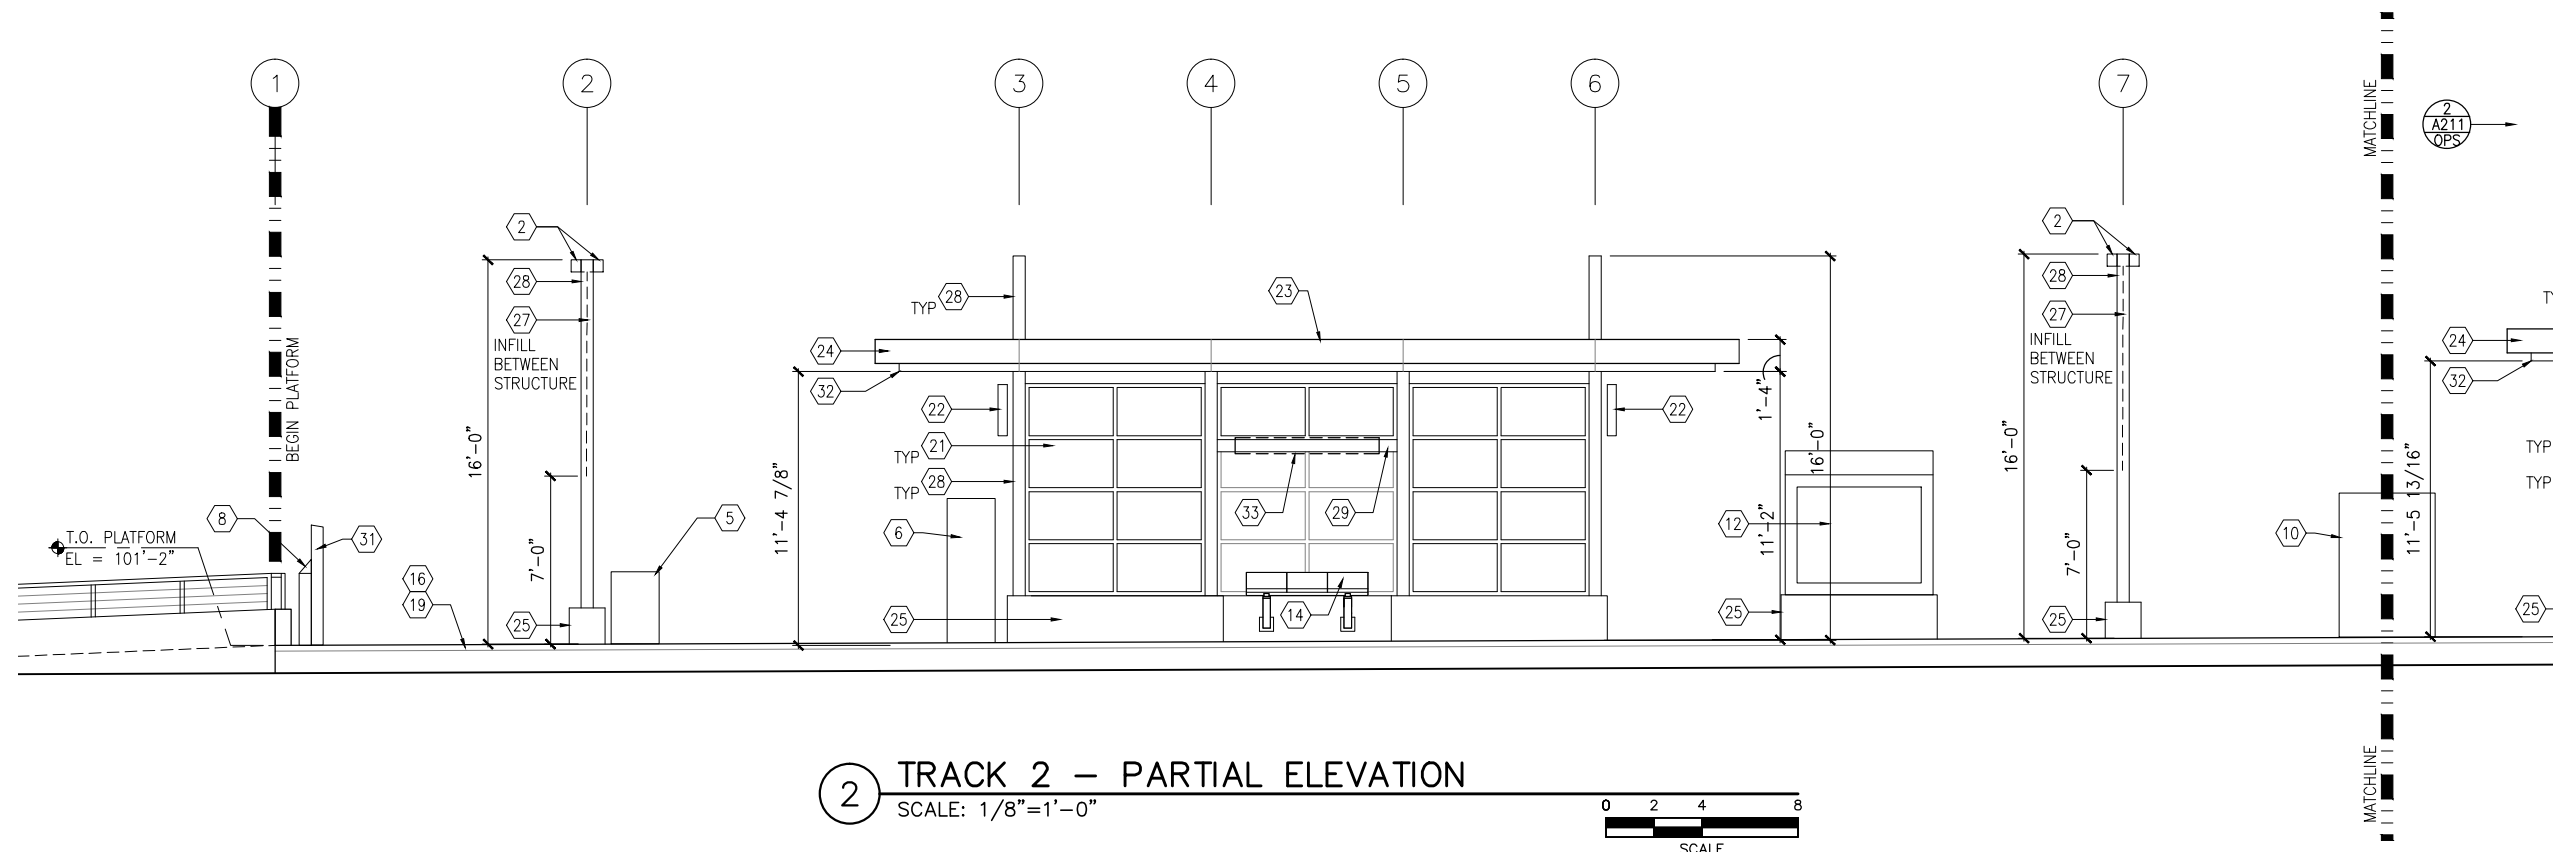 1
2
3
4
5
6
7
MATCHLINE
2
A211
OPS
2
28
27
INFILL
BETWEEN
STRUCTURE
16'-0"
7'-0"
25
BEGIN PLATFORM
T.O. PLATFORM
EL = 101'-2"
8
31
16
19
5
TYP 28
23
24
32
22
22
TYP 21
TYP 28
11'-4 7/8"
6
25
33
29
14
1'-4"
16'-0"
11'-2"
12
25
2
28
27
INFILL
BETWEEN
STRUCTURE
16'-0"
7'-0"
25
10
24
32
11'-5 13/16"
TYP
TYP
25
MATCHLINE
2
TRACK 2 - PARTIAL ELEVATION
SCALE: 1/8"=1'-0"
0 2 4 8
SCALE